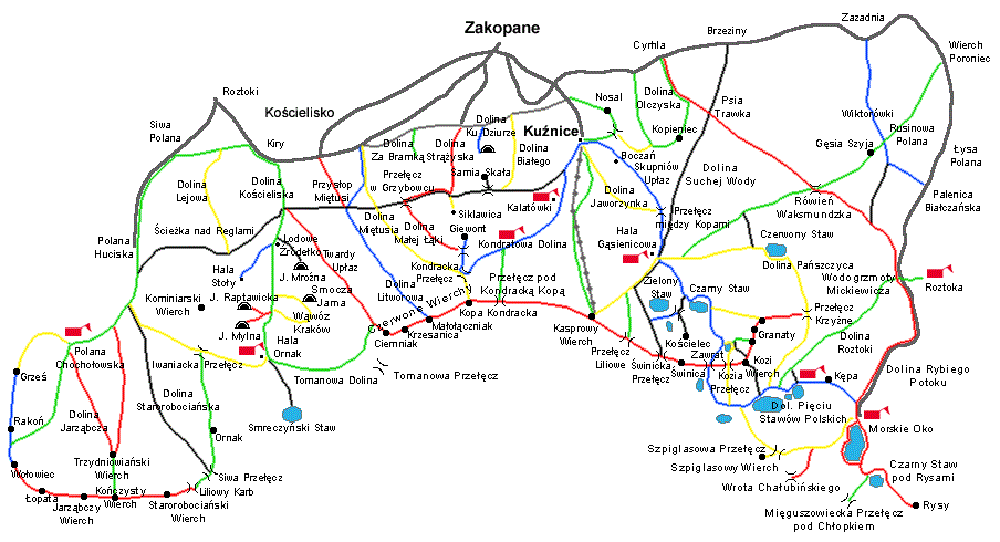 Zakopane
Zazadnia
Brzeziny
Cyrhla
Wierch
Poroniec
Roztoki
Kościelisko
Siwa
Polana
Kiry
Dolina
Za Bramką
Dolina
Strążyska
Dolina
Ku Dziurze
Dolina
Białego
Kuźnice
Nosal
Dolina
Olczyska
Kopieniec
Psia
Trawka
Wiktorówki
Rusinowa
Polana
Gęsia Szyja
Łysa
Polana
Palenica
Białczańska
Dolina
Lejowa
Dolina
Kościeliska
Przysłop
Miętusi
Przełęcz
w Grzybowcu
Sarnia Skała
Boczań
Skupniów
Upłaz
Dolina
Suchej Wody
Równień
Waksmundzka
Ścieżka nad Reglami
Dolina
Miętusia
Dolina
Małej Łąki
Siklawica
Giewont
Kalatówki
Kondratowa Dolina
Dolina
Jaworzynka
Przełęcz
między Kopami
Hala
Gąsienicowa
Czerwony Staw
Dolina Pańszczyca
Polana
Huciska
Lodowe
Źródełko
Hala
Stoły
J. Mroźna
Twardy
Upłaz
Kondracka
Przełęcz
Przełęcz pod
Kondracką Kopą
Wodogrzmoty
Mickiewicza
Roztoka
Kominiarski
Wierch
J. Raptawicka
Smocza
Jama
Wąwóz
Kraków
J. Mylna
Hala
Ornak
Dolina
Litworowa
Czerwone Wierchy
Kopa Kondracka
Małołączniak
Krzesanica
Ciemniak
Kasprowy
Wierch
Zielony
Staw
Czarny Staw
Kościelec
Granaty
Przełęcz
Krzyżne
Dolina
Roztoki
Polana
Chochołowska
Iwaniacka Przełęcz
Tomanowa Dolina
Tomanowa Przełęcz
Przełęcz
Liliowe
Świnicka
Przełęcz
Świnica
Zawrat
Kozia
Przełęcz
Kozi
Wierch
Kępa
Dolina Rybiego
Potoku
Grześ
Rakoń
Wołowiec
Dolina
Jarząbcza
Dolina
Starorobociańska
Smreczyński Staw
Ornak
Dol. Pięciu
Stawów Polskich
Morskie Oko
Trzydniowiański
Wierch
Siwa Przełęcz
Liliowy Karb
Łopata
Jarząbczy
Wierch
Kończysty
Wierch
Starorobociański
Wierch
Szpiglasowa Przełęcz
Szpiglasowy Wierch
Wrota Chałubińskiego
Czarny Staw
pod Rysami
Rysy
Mięguszowiecka Przełęcz
pod Chłopkiem